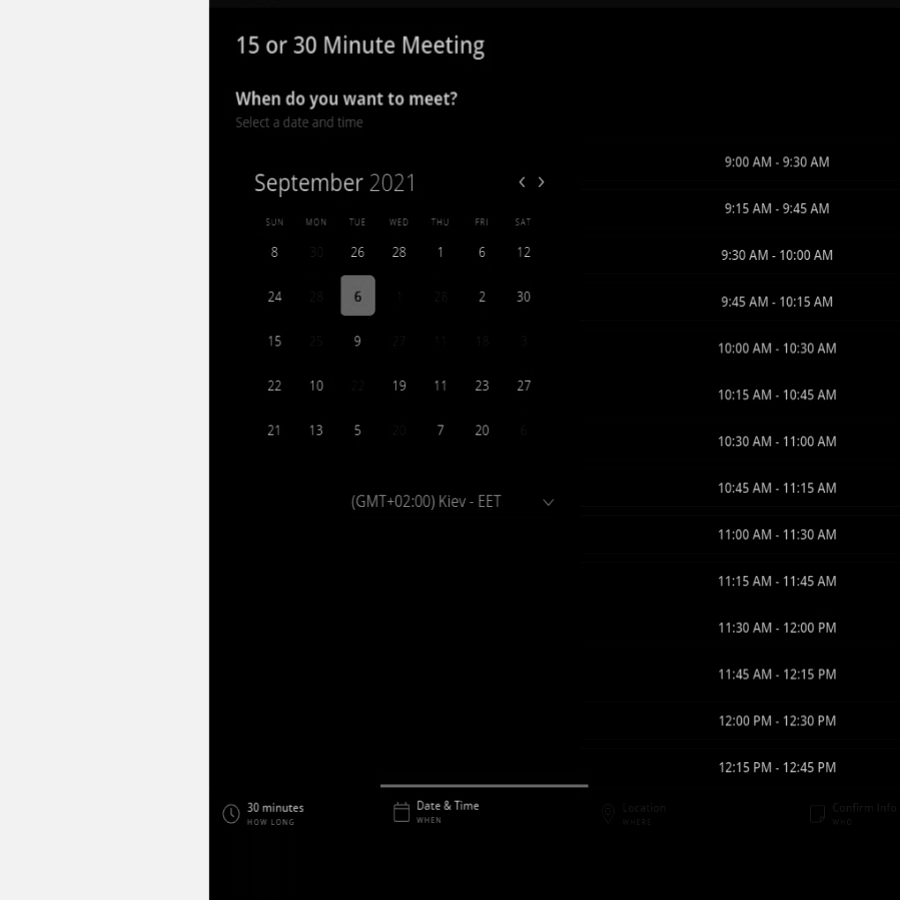 15 or 30 Minute Meeting
When do you want to meet?
Select a date and time
September 2021
SUN MON TUE WED THU FRI SAT
8 30 26 28 1 6 12
24 28 6 1 28 2 30
15 25 9 27 11 18 9
22 10 22 19 11 23 27
21 13 5 20 7 20 6
(GMT+02:00) Kiev - EET
9:00 AM - 9:30 AM
9:15 AM - 9:45 AM
9:30 AM - 10:00 AM
9:45 AM - 10:15 AM
10:00 AM - 10:30 AM
10:15 AM - 10:45 AM
10:30 AM - 11:00 AM
10:45 AM - 11:15 AM
11:00 AM - 11:30 AM
11:15 AM - 11:45 AM
11:30 AM - 12:00 PM
11:45 AM - 12:15 PM
12:00 PM - 12:30 PM
12:15 PM - 12:45 PM
30 minutes
HOW LONG
Date & Time
WHEN
Location
WHERE
Confirm Info
WHO